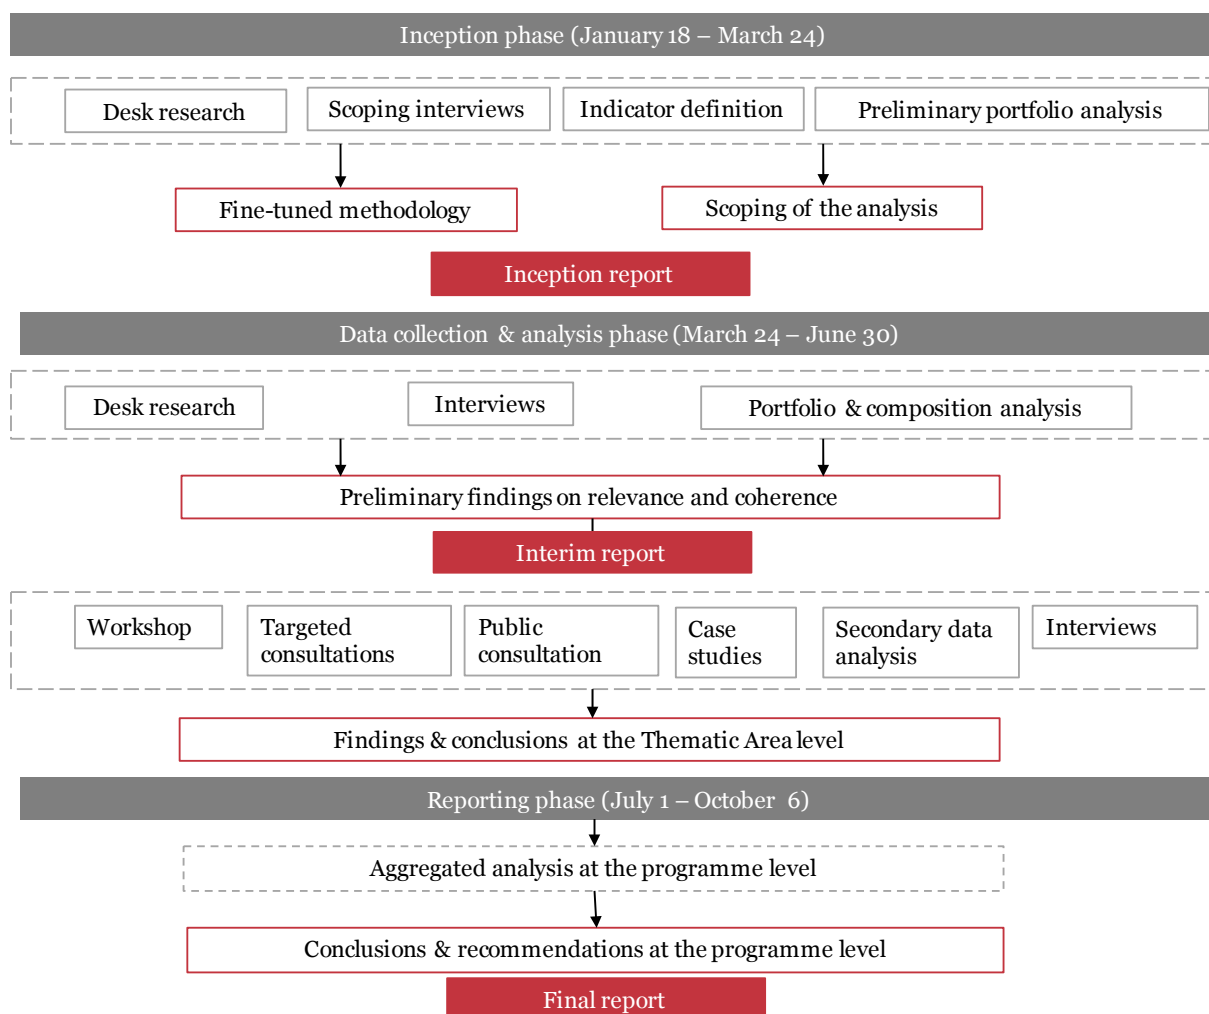 Inception phase (January 18 – March 24)
Desk research
Scoping interviews
Indicator definition
Preliminary portfolio analysis
Fine-tuned methodology
Scoping of the analysis
Inception report
Data collection & analysis phase (March 24 – June 30)
Desk research
Interviews
Portfolio & composition analysis
Preliminary findings on relevance and coherence
Interim report
Workshop
Targeted
consultations
Public
consultation
Case
studies
Secondary data
analysis
Interviews
Findings & conclusions at the Thematic Area level
Reporting phase (July 1 – October 6)
Aggregated analysis at the programme level
Conclusions & recommendations at the programme level
Final report